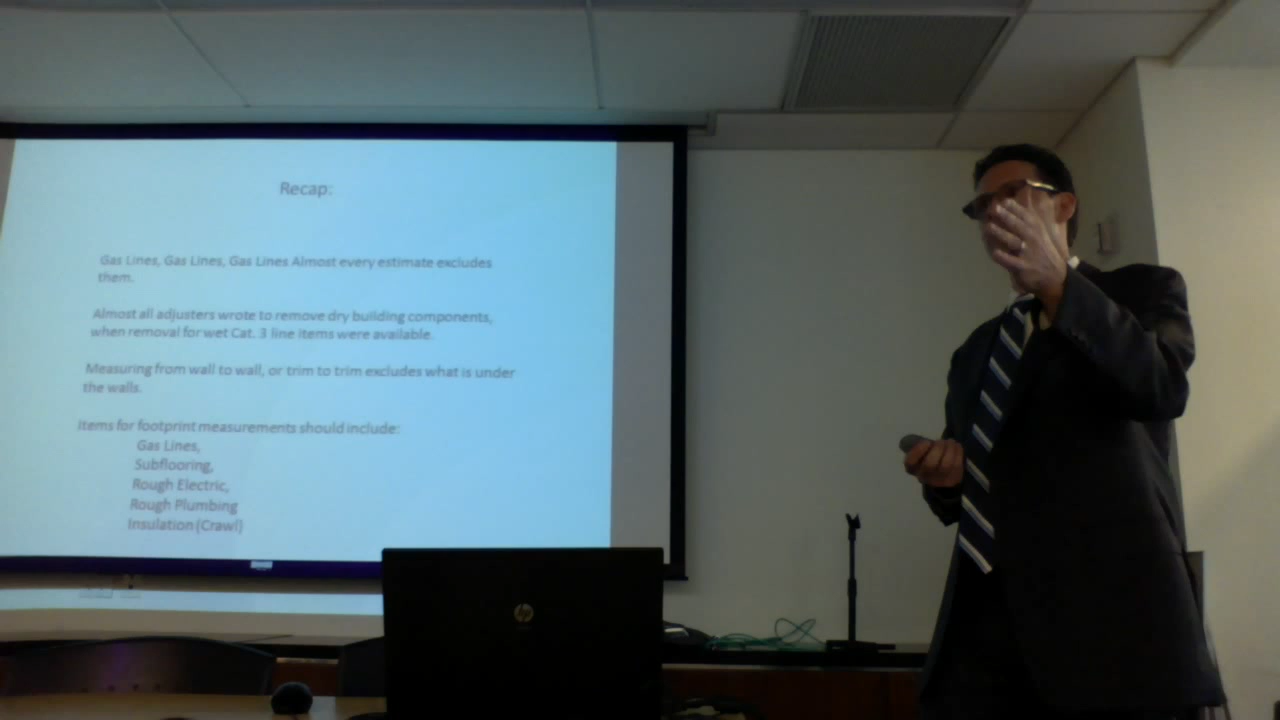 Recap:
Gas Lines, Gas Lines, Gas Lines Almost every estimate excludes
them.
Almost all adjusters wrote to remove dry building components,
when removal for wet Cat. 3 line items were available.
Measuring from wall to wall, or trim to trim excludes what is under
the walls.
Items for footprint measurements should include:
Gas Lines,
Subflooring,
Rough Electric,
Rough Plumbing
Insulation (Crawl)
hp